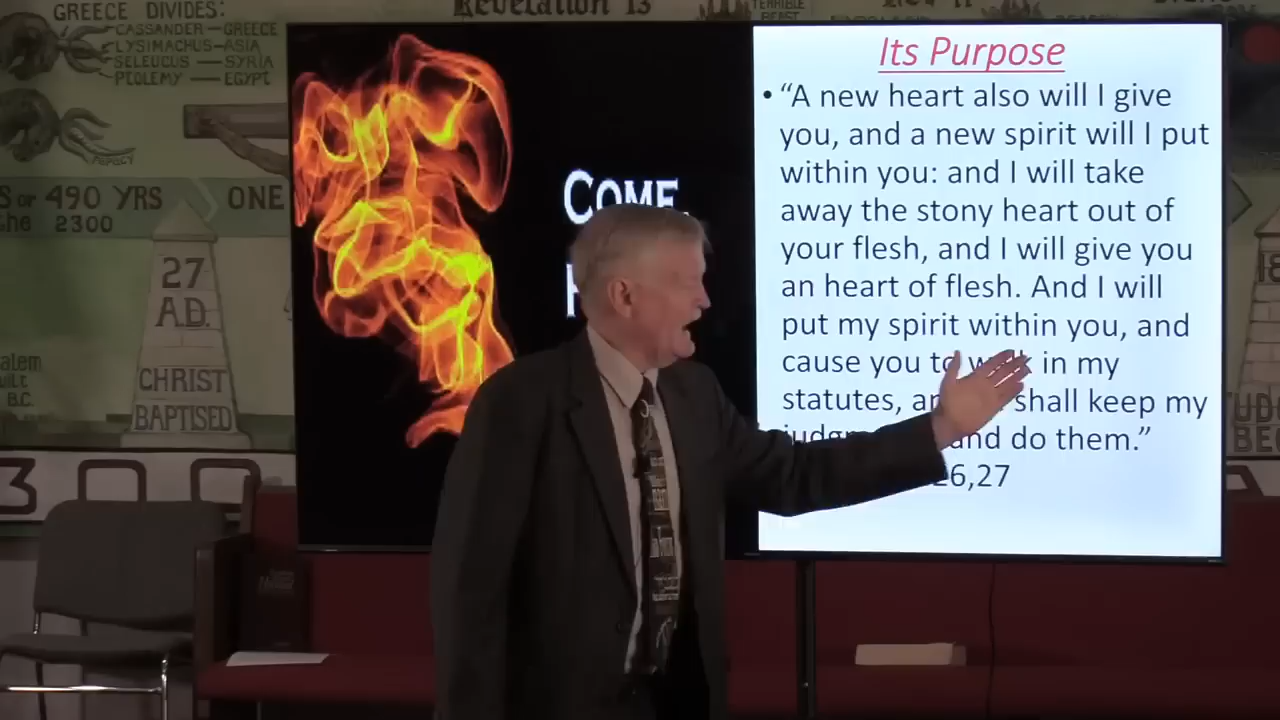 Revelation 13
TERRIBLE
BEAST
GREECE DIVIDES:
CASSANDER — GREECE
LYSIMACHUS — ASIA
SELEUCUS — SYRIA
PTOLEMY — EGYPT
PAPACY
S or 490 YRS
ONE
the 2300
27
A.D.
CHRIST
BAPTISED
B.C.
COME,
Its Purpose
• “A new heart also will I give
you, and a new spirit will I put
within you: and I will take
away the stony heart out of
your flesh, and I will give you
an heart of flesh. And I will
put my spirit within you, and
cause you to in my
statutes, shall keep my
and do them.”
26,27